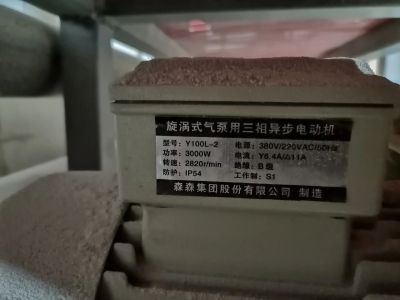 旋涡式气泵用三相异步电动机
型号: Y100L-2 电源: 380V/220VAC/50Hz
功率: 3000W 电流: Y6.4A/△11A
转速: 2820r/min 绝缘: B 级
防护: IP54 工作制: S1
森森集团股份有限公司 制造